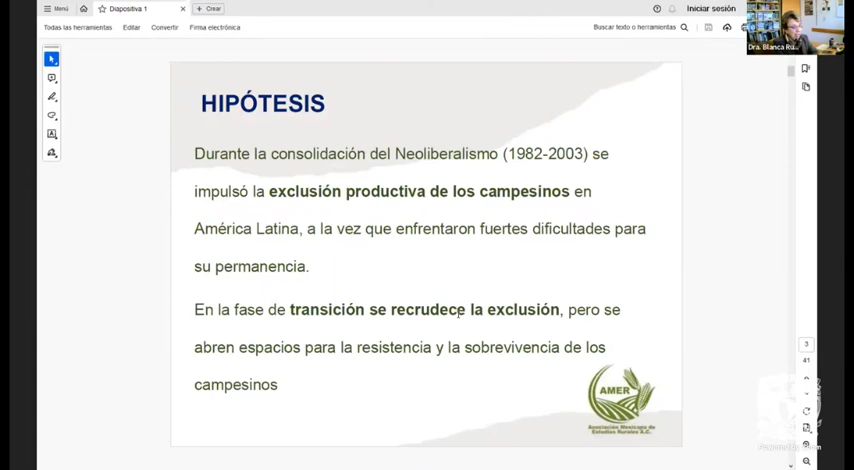 Menú
Diapositiva 1
Crear
Iniciar sesión
Todas las herramientas
Editar
Convertir
Firma electrónica
Buscar texto o herramientas
Dra. Blanca Ru...
HIPÓTESIS
Durante la consolidación del Neoliberalismo (1982-2003) se
impulsó la exclusión productiva de los campesinos en
América Latina, a la vez que enfrentaron fuertes dificultades para
su permanencia.
En la fase de transición se recrudece la exclusión, pero se
abren espacios para la resistencia y la sobrevivencia de los
campesinos
AMER
Asociación Mexicana de
Estudios Rurales A.C.
3
41
Powered by Zoom